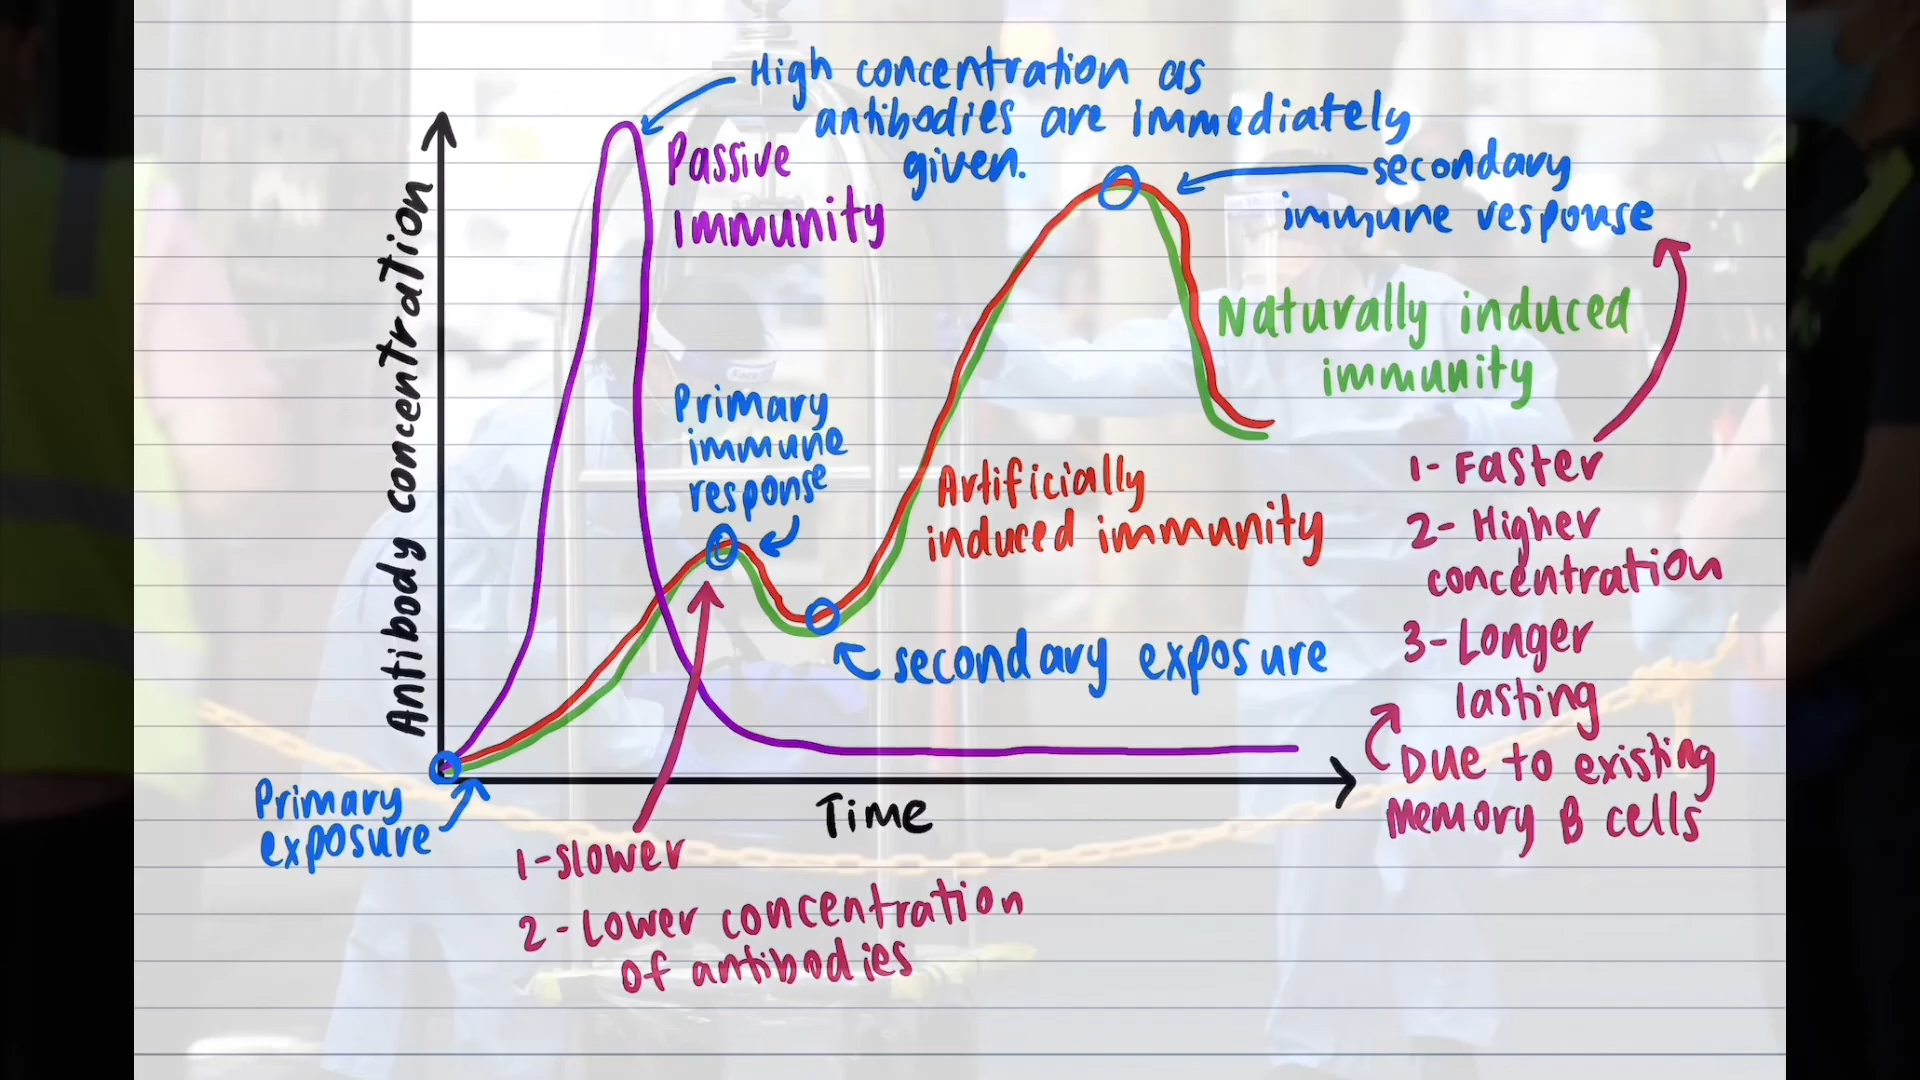 High concentration as
antibodies are immediately
given.
Passive
immunity
secondary
immune response
Naturally induced
immunity
Primary
immune
response
Artificially
induced immunity
secondary exposure
Antibody concentration
Time
Primary
exposure
1-slower
2-Lower concentration
of antibodies
1-Faster
2-Higher
concentration
3-Longer
lasting
Due to existing
Memory B cells